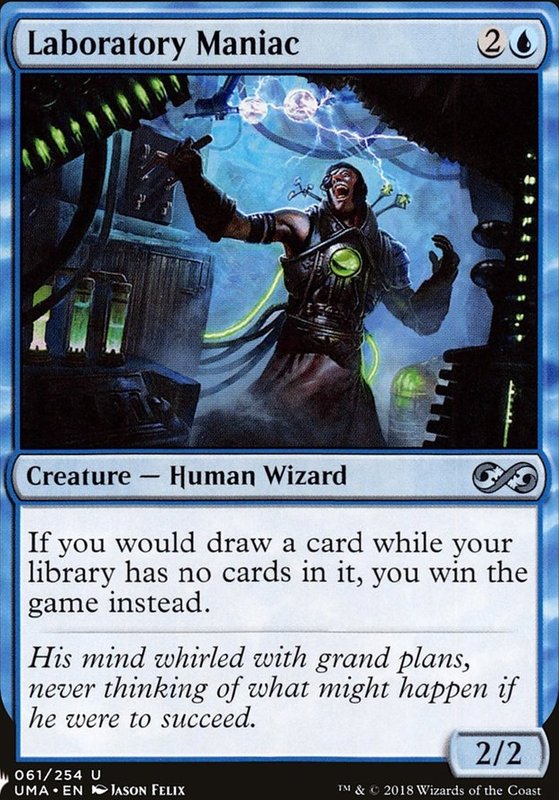 Laboratory Maniac 2
Creature — Human Wizard
If you would draw a card while your
library has no cards in it, you win the
game instead.
His mind whirled with grand plans,
never thinking of what might happen if
he were to succeed.
2/2
061/254 U
UMA • EN Jason Felix
™ & © 2018 Wizards of the Coast